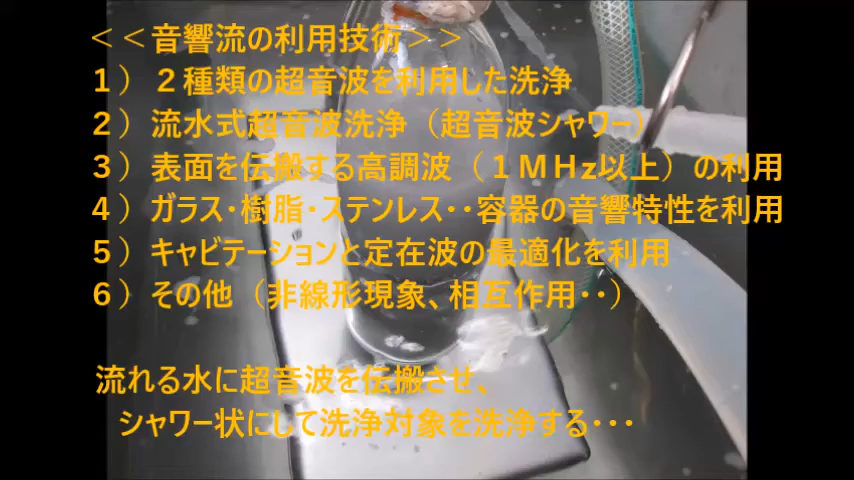 ＜＜音響流の利用技術＞＞
１）２種類の超音波を利用した洗浄
２）流水式超音波洗浄（超音波シャワー）
３）表面を伝搬する高調波（１ＭＨz以上）の利用
４）ガラス・樹脂・ステンレス・・容器の音響特性を利用
５）キャビテーションと定在波の最適化を利用
６）その他（非線形現象、相互作用・・）
流れる水に超音波を伝搬させ、
シャワー状にして洗浄対象を洗浄する・・・